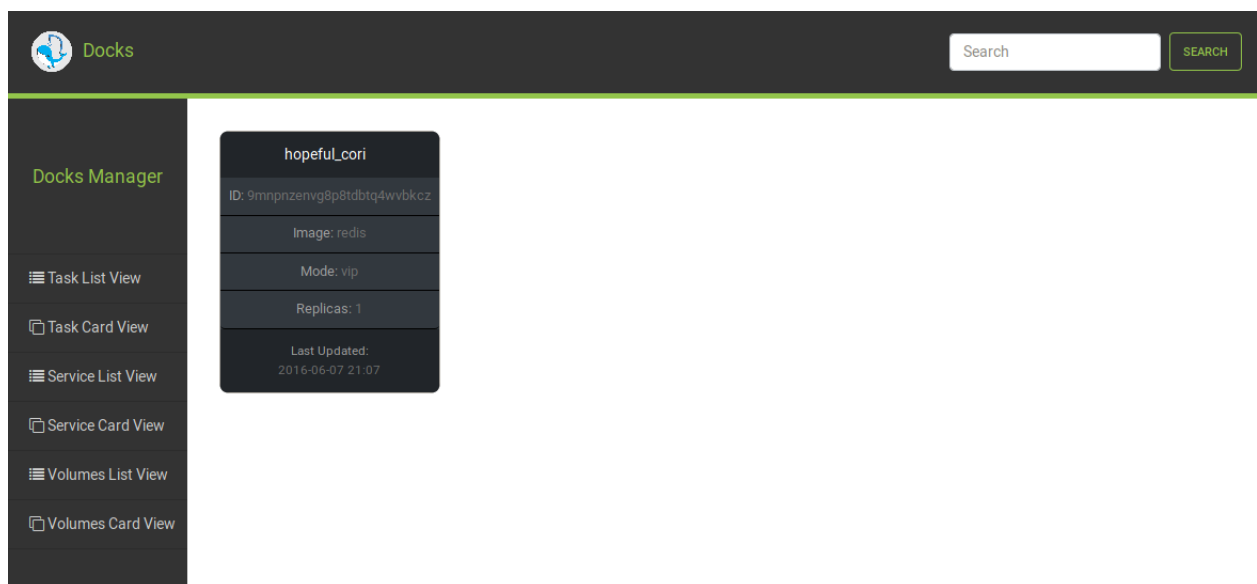 Docks
Search
SEARCH
Docks Manager
Task List View
Task Card View
Service List View
Service Card View
Volumes List View
Volumes Card View
hopeful_cori
ID: 9mnpnzenvg8p8tdbtq4wvbkcz
Image: redis
Mode: vip
Replicas: 1
Last Updated:
2016-06-07 21:07